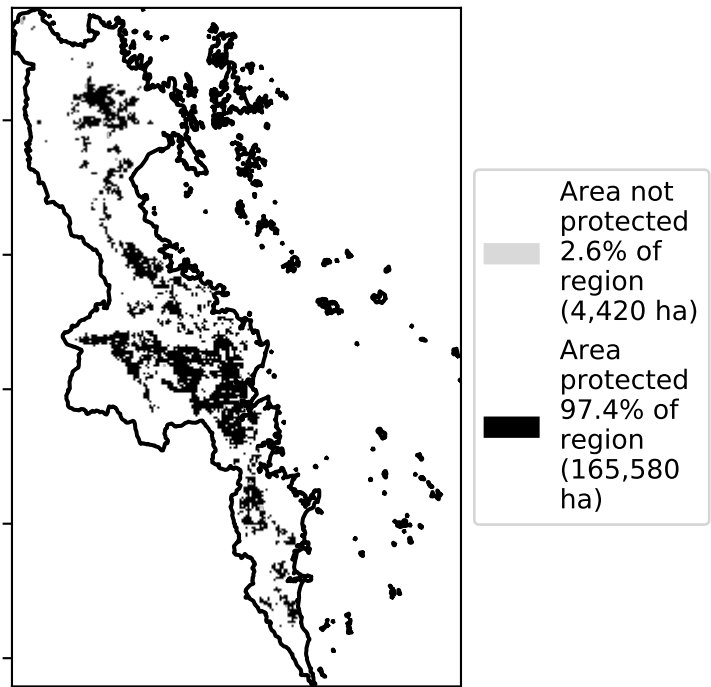 Area not
protected
2.6% of
region
(4,420 ha)
Area
protected
97.4% of
region
(165,580
ha)